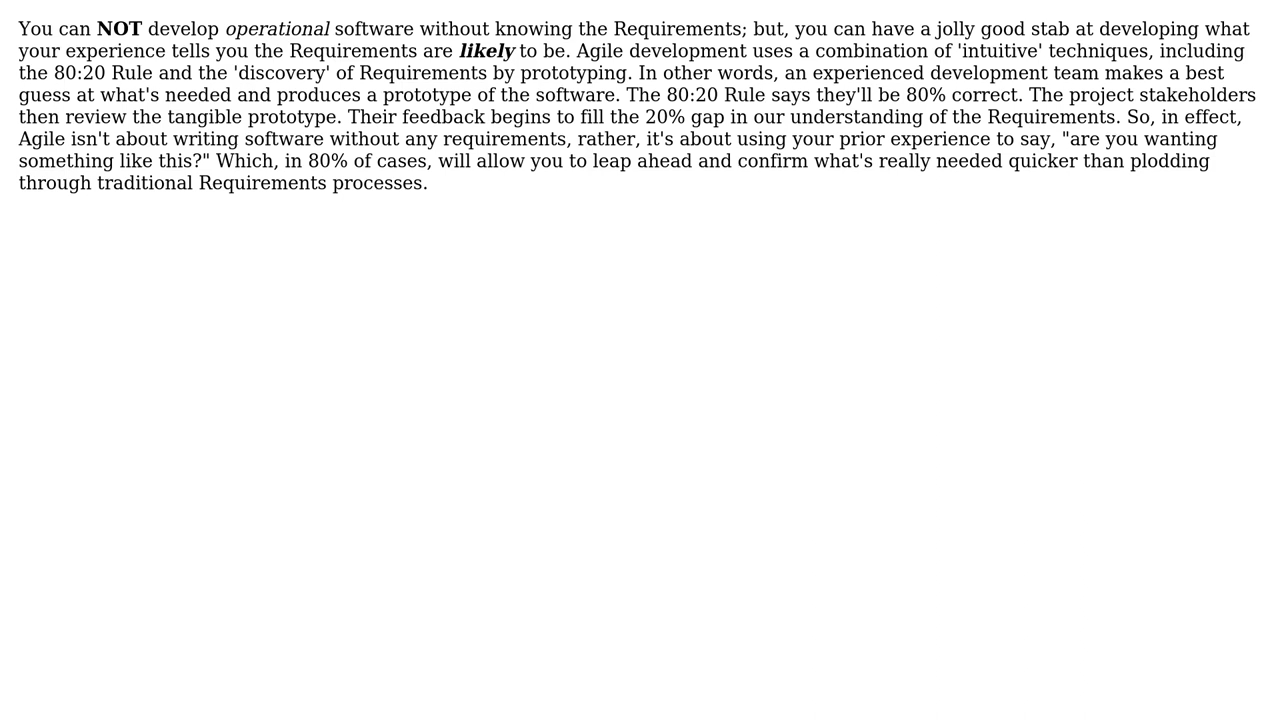 You can NOT develop operational software without knowing the Requirements; but, you can have a jolly good stab at developing what
your experience tells you the Requirements are likely to be. Agile development uses a combination of 'intuitive' techniques, including
the 80:20 Rule and the 'discovery' of Requirements by prototyping. In other words, an experienced development team makes a best
guess at what's needed and produces a prototype of the software. The 80:20 Rule says they'll be 80% correct. The project stakeholders
then review the tangible prototype. Their feedback begins to fill the 20% gap in our understanding of the Requirements. So, in effect,
Agile isn't about writing software without any requirements, rather, it's about using your prior experience to say, "are you wanting
something like this?" Which, in 80% of cases, will allow you to leap ahead and confirm what's really needed quicker than plodding
through traditional Requirements processes.